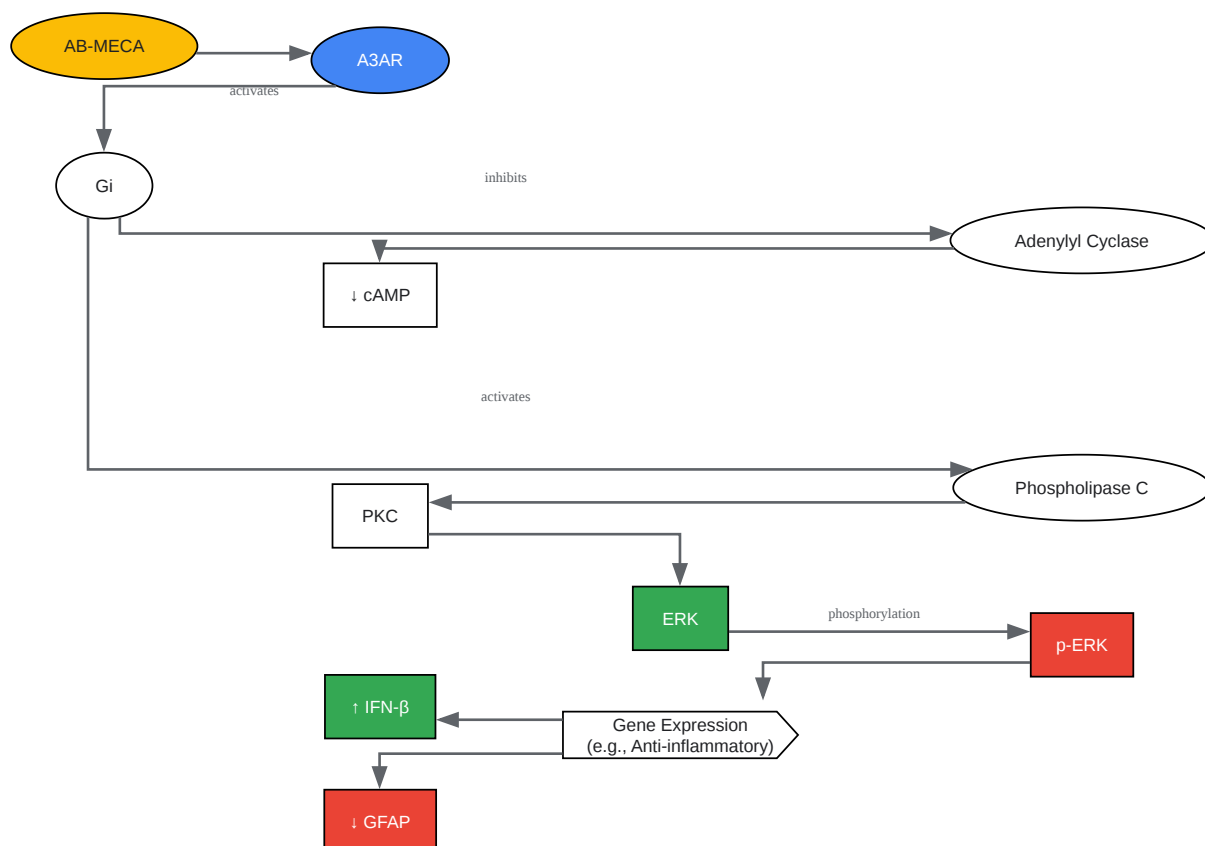 AB-MECA
A3AR
activates
Gi
inhibits
Adenylyl Cyclase
↓ cAMP
activates
Phospholipase C
PKC
ERK
phosphorylation
p-ERK
↑ IFN-β
Gene Expression
(e.g., Anti-inflammatory)
↓ GFAP